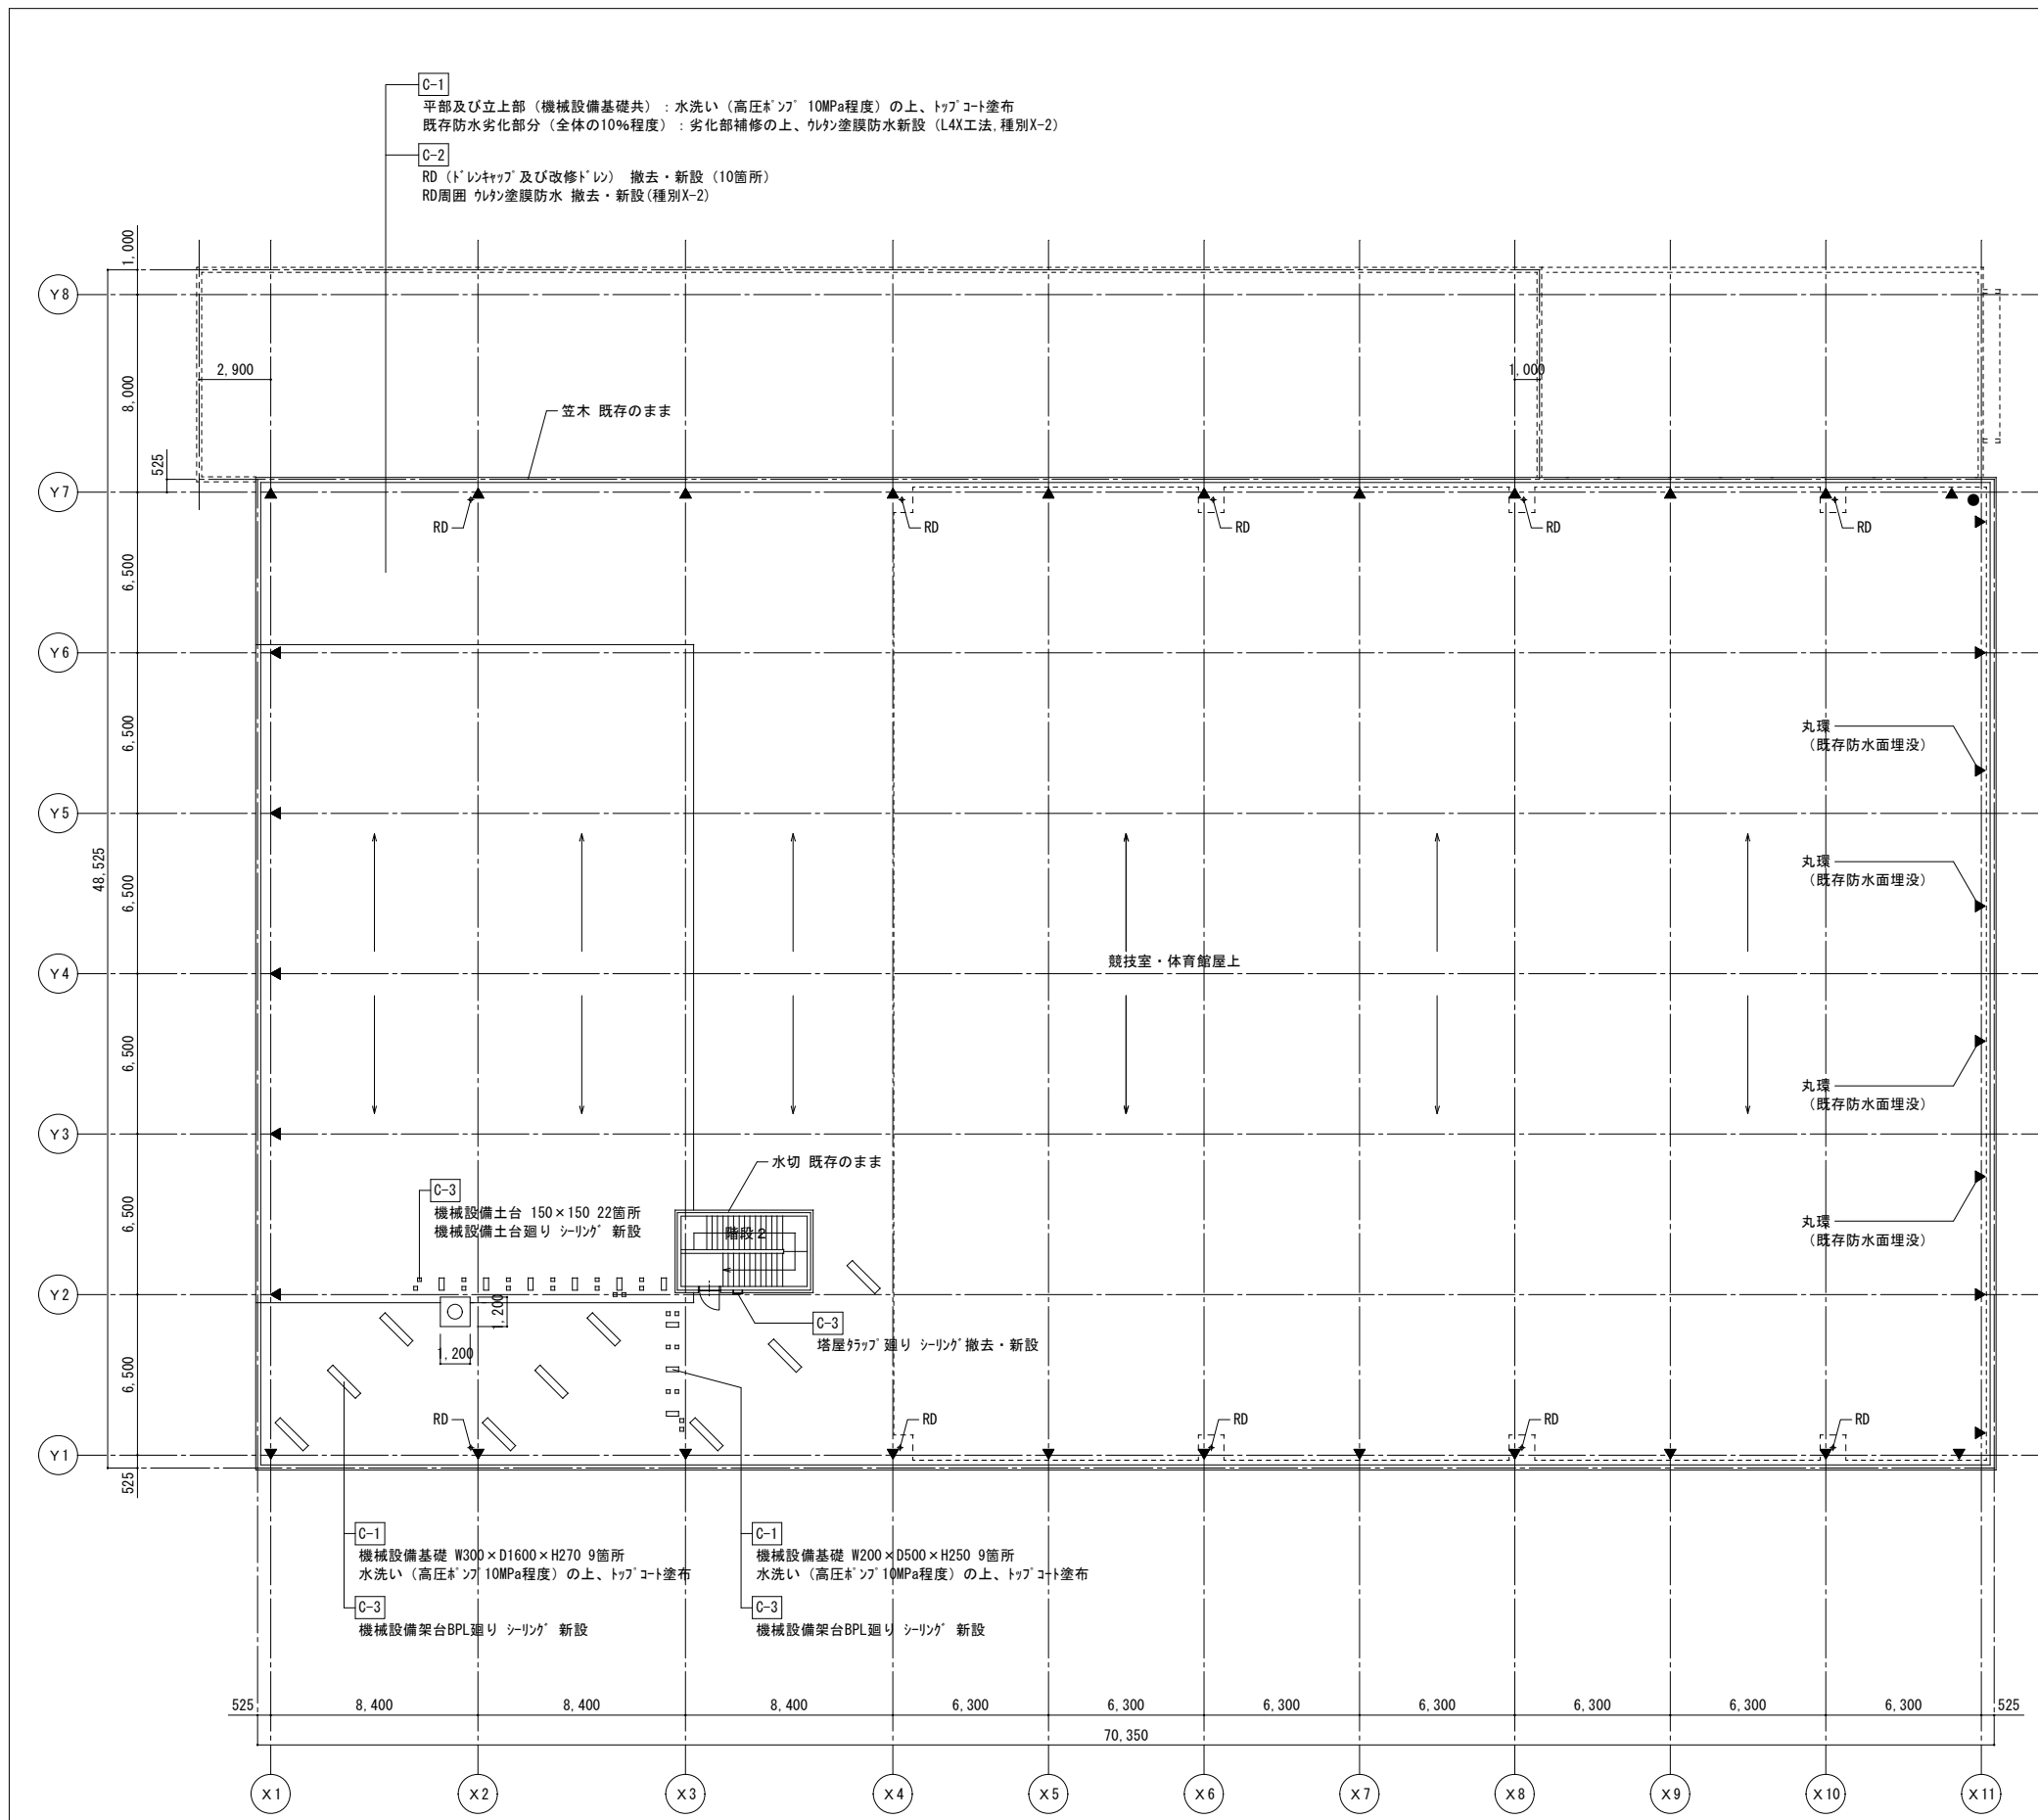 C-1
平部及び立上部（機械設備基礎共）：水洗い（高圧ﾎﾟﾝﾌﾟ 10MPa程度）の上、ﾄｯﾌﾟｺｰﾄ塗布
既存防水劣化部分（全体の10%程度）：劣化部補修の上、ｳﾚﾀﾝ塗膜防水新設（L4X工法,種別X-2）
C-2
RD（ﾄﾞﾚﾝｷｬｯﾌﾟ及び改修ﾄﾞﾚﾝ） 撤去・新設（10箇所）
RD周囲 ｳﾚﾀﾝ塗膜防水 撤去・新設(種別X-2)
1,000
Y8
2,900
1,000
8,000
笠木 既存のまま
525
Y7
RD
RD
RD
RD
RD
6,500
Y6
6,500
丸環
（既存防水面埋没）
Y5
48,525
6,500
丸環
（既存防水面埋没）
競技室・体育館屋上
Y4
6,500
丸環
（既存防水面埋没）
Y3
水切 既存のまま
C-3
機械設備土台 150×150 22箇所
機械設備土台廻り ｼｰﾘﾝｸﾞ 新設
6,500
階段2
丸環
（既存防水面埋没）
Y2
1,200
1,200
C-3
塔屋ﾀﾗｯﾌﾟ廻り ｼｰﾘﾝｸﾞ撤去・新設
6,500
RD
RD
RD
RD
RD
Y1
525
C-1
機械設備基礎 W300×D1600×H270 9箇所
水洗い（高圧ﾎﾟﾝﾌﾟ10MPa程度）の上、ﾄｯﾌﾟｺｰﾄ塗布
C-3
機械設備架台BPL廻り ｼｰﾘﾝｸﾞ 新設
C-1
機械設備基礎 W200×D500×H250 9箇所
水洗い（高圧ﾎﾟﾝﾌﾟ10MPa程度）の上、ﾄｯﾌﾟｺｰﾄ塗布
C-3
機械設備架台BPL廻り ｼｰﾘﾝｸﾞ 新設
525 8,400 8,400 8,400 6,300 6,300 6,300 6,300 6,300 6,300 6,300 525
70,350
X1 X2 X3 X4 X5 X6 X7 X8 X9 X10 X11